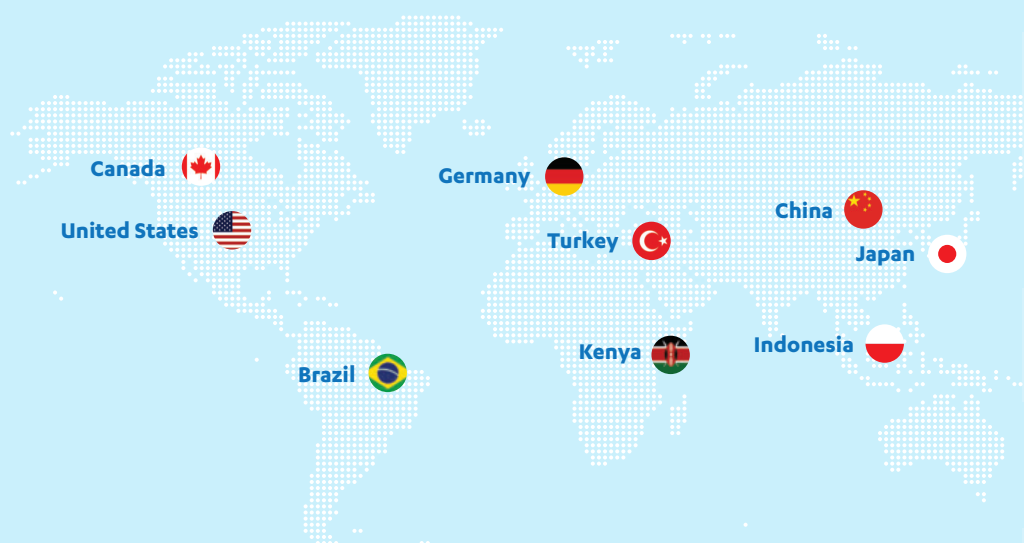 Canada
Germany
China
United States
Turkey
Japan
Kenya
Indonesia
Brazil